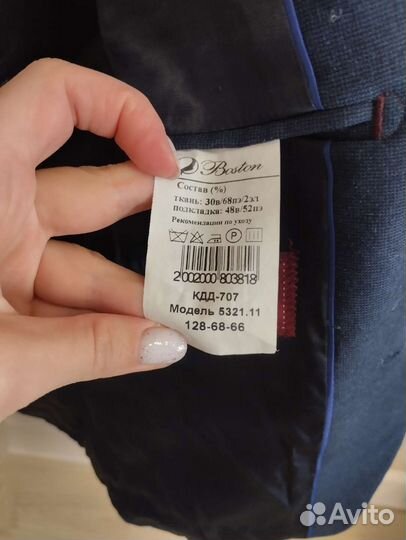 Boston
Состав (%)
ткань: 30в/68пэ/2эл
подкладка: 48в/52пэ
Рекомендации по уходу
P
2002000803818
КДД-707
Модель 5321.11
128-68-66
Avito